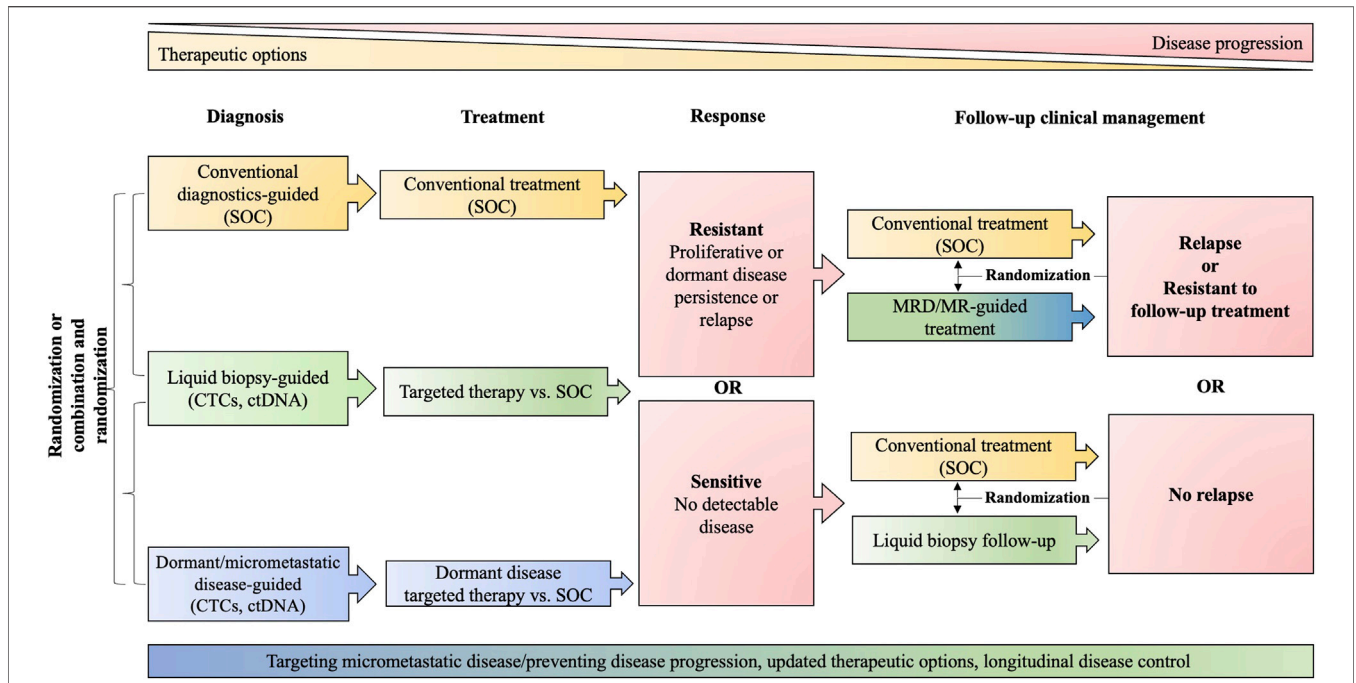 Disease progression
Therapeutic options
Diagnosis
Treatment
Response
Follow-up clinical management
Randomization or
combination and
randomization
Conventional
diagnostics-guided
(SOC)
Conventional treatment
(SOC)
Liquid biopsy-guided
(CTCs, ctDNA)
Targeted therapy vs. SOC
Dormant/micrometastatic
disease-guided
(CTCs, ctDNA)
Dormant disease
targeted therapy vs. SOC
Resistant
Proliferative or
dormant disease
persistence or
relapse
OR
Sensitive
No detectable
disease
Conventional treatment
(SOC)
Randomization
MRD/MR-guided
treatment
Conventional treatment
(SOC)
Randomization
Liquid biopsy follow-up
Relapse
or
Resistant to
follow-up treatment
OR
No relapse
Targeting micrometastatic disease/preventing disease progression, updated therapeutic options, longitudinal disease control